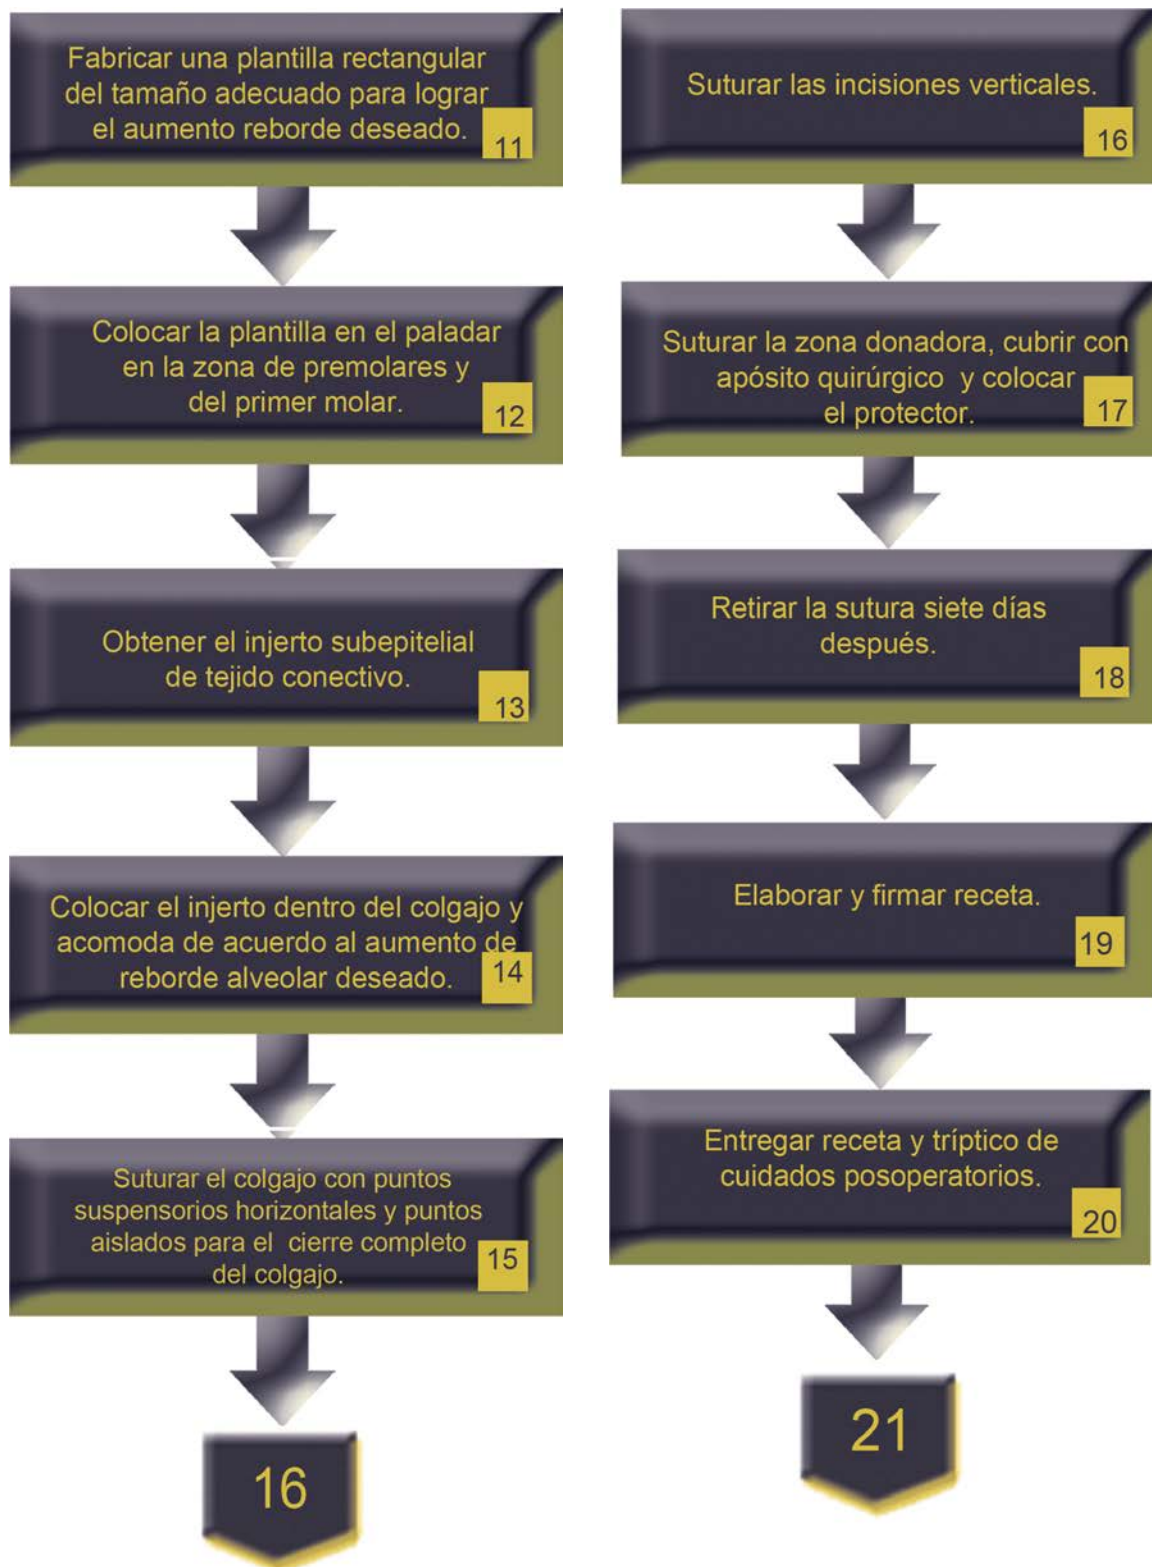 Fabricar una plantilla rectangular
del tamaño adecuado para lograr
el aumento reborde deseado.
11
Colocar la plantilla en el paladar
en la zona de premolares y
del primer molar.
12
Obtener el injerto subepitelial
de tejido conectivo.
13
Colocar el injerto dentro del colgajo y
acomoda de acuerdo al aumento de
reborde alveolar deseado.
14
Suturar el colgajo con puntos
suspensorios horizontales y puntos
aislados para el cierre completo
del colgajo.
15
16
Suturar las incisiones verticales.
16
Suturar la zona donadora, cubrir con
apósito quirúrgico y colocar
el protector.
17
Retirar la sutura siete días
después.
18
Elaborar y firmar receta.
19
Entregar receta y tríptico de
cuidados posoperatorios.
20
21